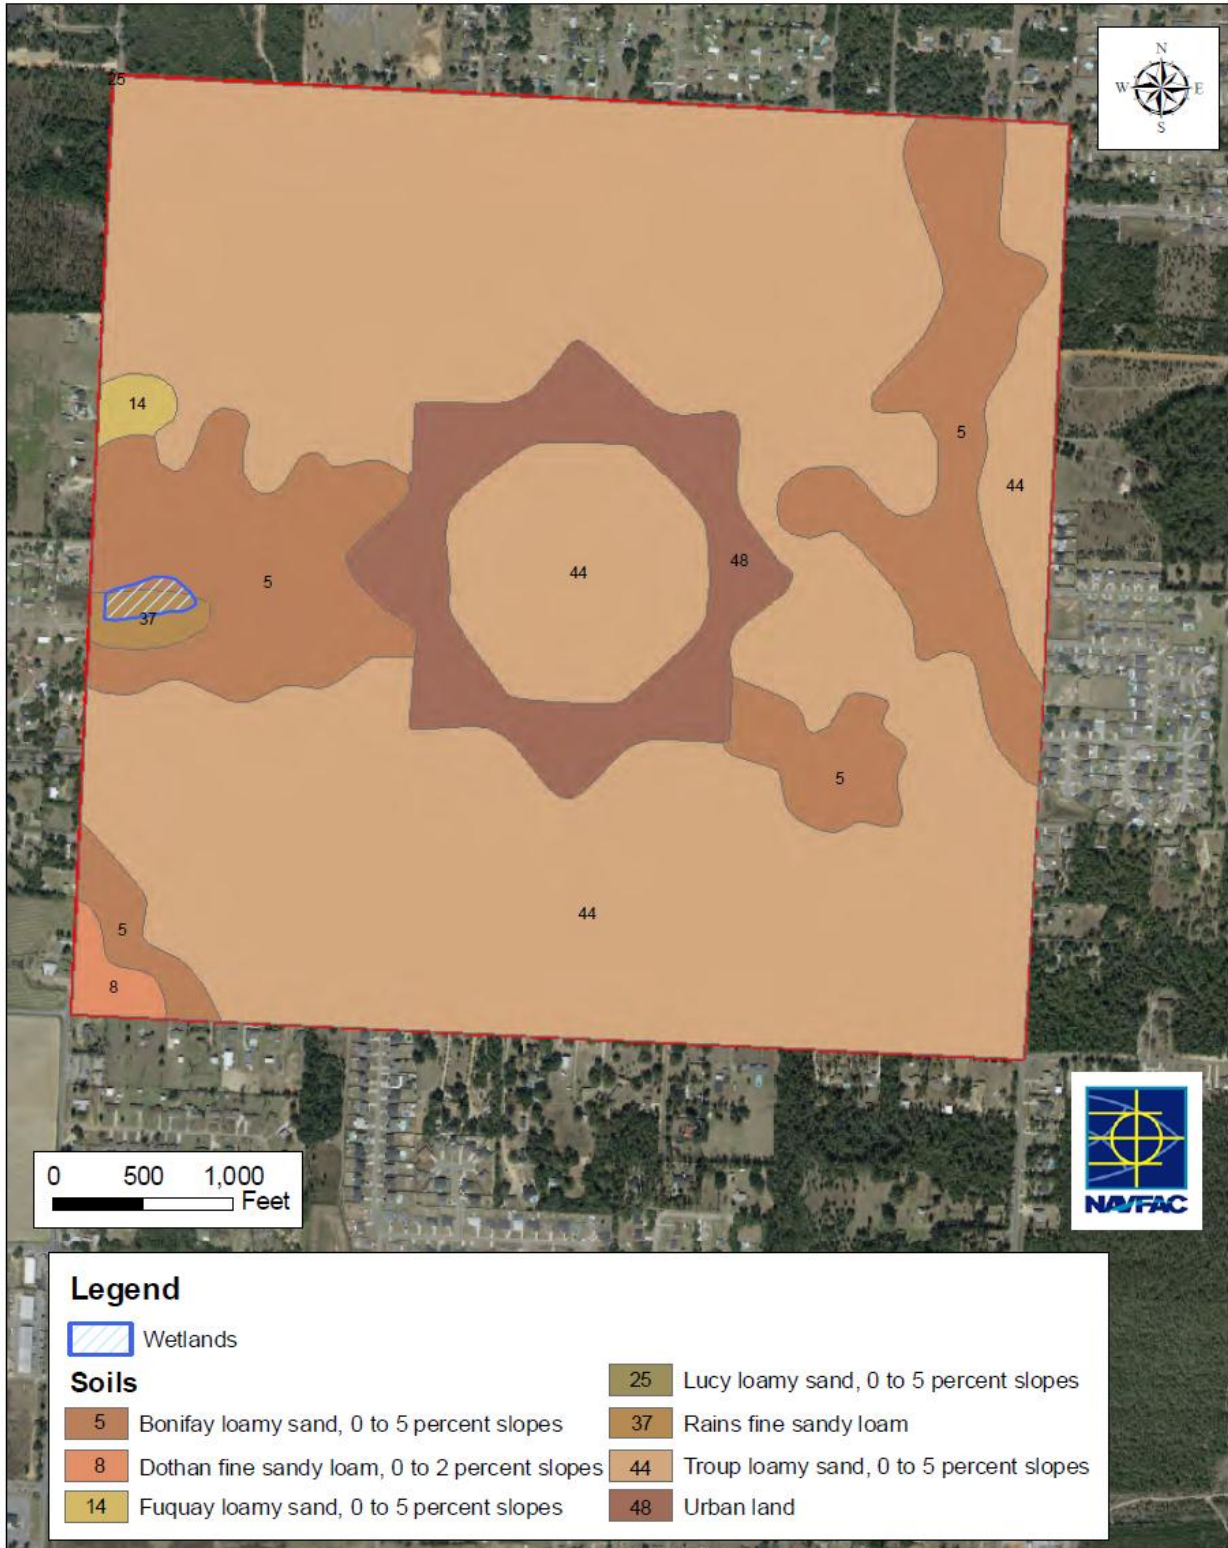 N
W E
S
25
14
5
44
5
44
48
37
5
44
5
8
0 500 1,000
Feet
NAVFAC
Legend
Wetlands
Soils
5 Bonifay loamy sand, 0 to 5 percent slopes
8 Dothan fine sandy loam, 0 to 2 percent slopes
14 Fuquay loamy sand, 0 to 5 percent slopes
25 Lucy loamy sand, 0 to 5 percent slopes
37 Rains fine sandy loam
44 Troup loamy sand, 0 to 5 percent slopes
48 Urban land